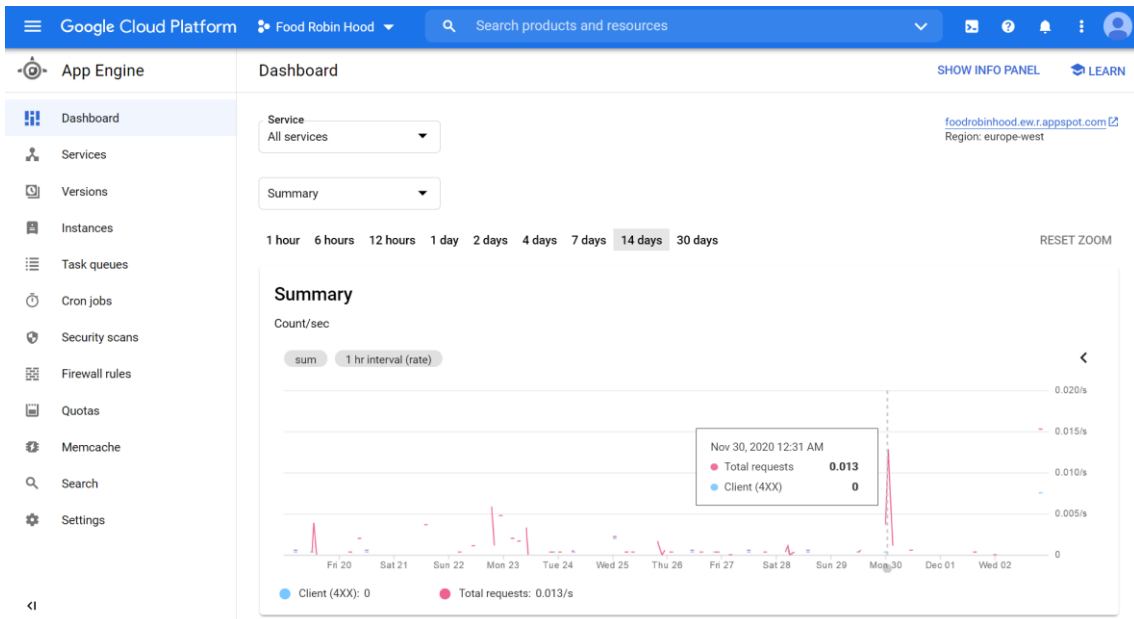 Google Cloud Platform
Food Robin Hood
Search products and resources
App Engine
Dashboard
SHOW INFO PANEL
LEARN
Dashboard
Services
Versions
Instances
Task queues
Cron jobs
Security scans
Firewall rules
Quotas
Memcache
Search
Settings
Service
All services
foodrobinhood.ew.r.appspot.com
Region: europe-west
Summary
1 hour 6 hours 12 hours 1 day 2 days 4 days 7 days 14 days 30 days
RESET ZOOM
Summary
Count/sec
sum 1 hr interval (rate)
0.020/s
0.015/s
0.010/s
0.005/s
0
Nov 30, 2020 12:31 AM
Total requests 0.013
Client (4XX) 0
Fri 20 Sat 21 Sun 22 Mon 23 Tue 24 Wed 25 Thu 26 Fri 27 Sat 28 Sun 29 Mon 30 Dec 01 Wed 02
Client (4XX): 0 Total requests: 0.013/s